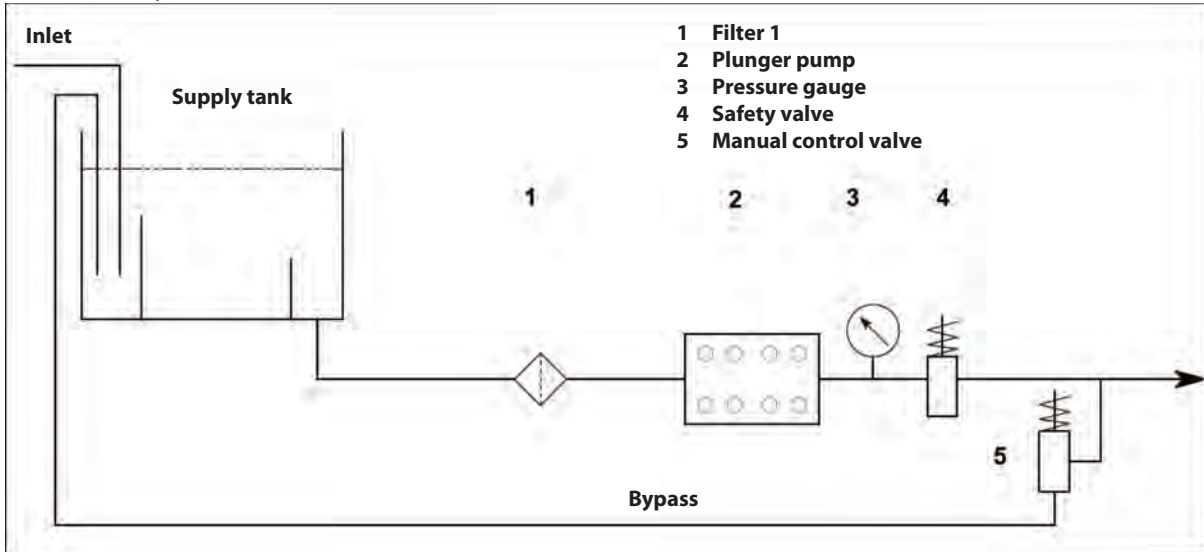 Inlet
Supply tank
1 Filter 1
2 Plunger pump
3 Pressure gauge
4 Safety valve
5 Manual control valve
1
2
3
4
5
Bypass